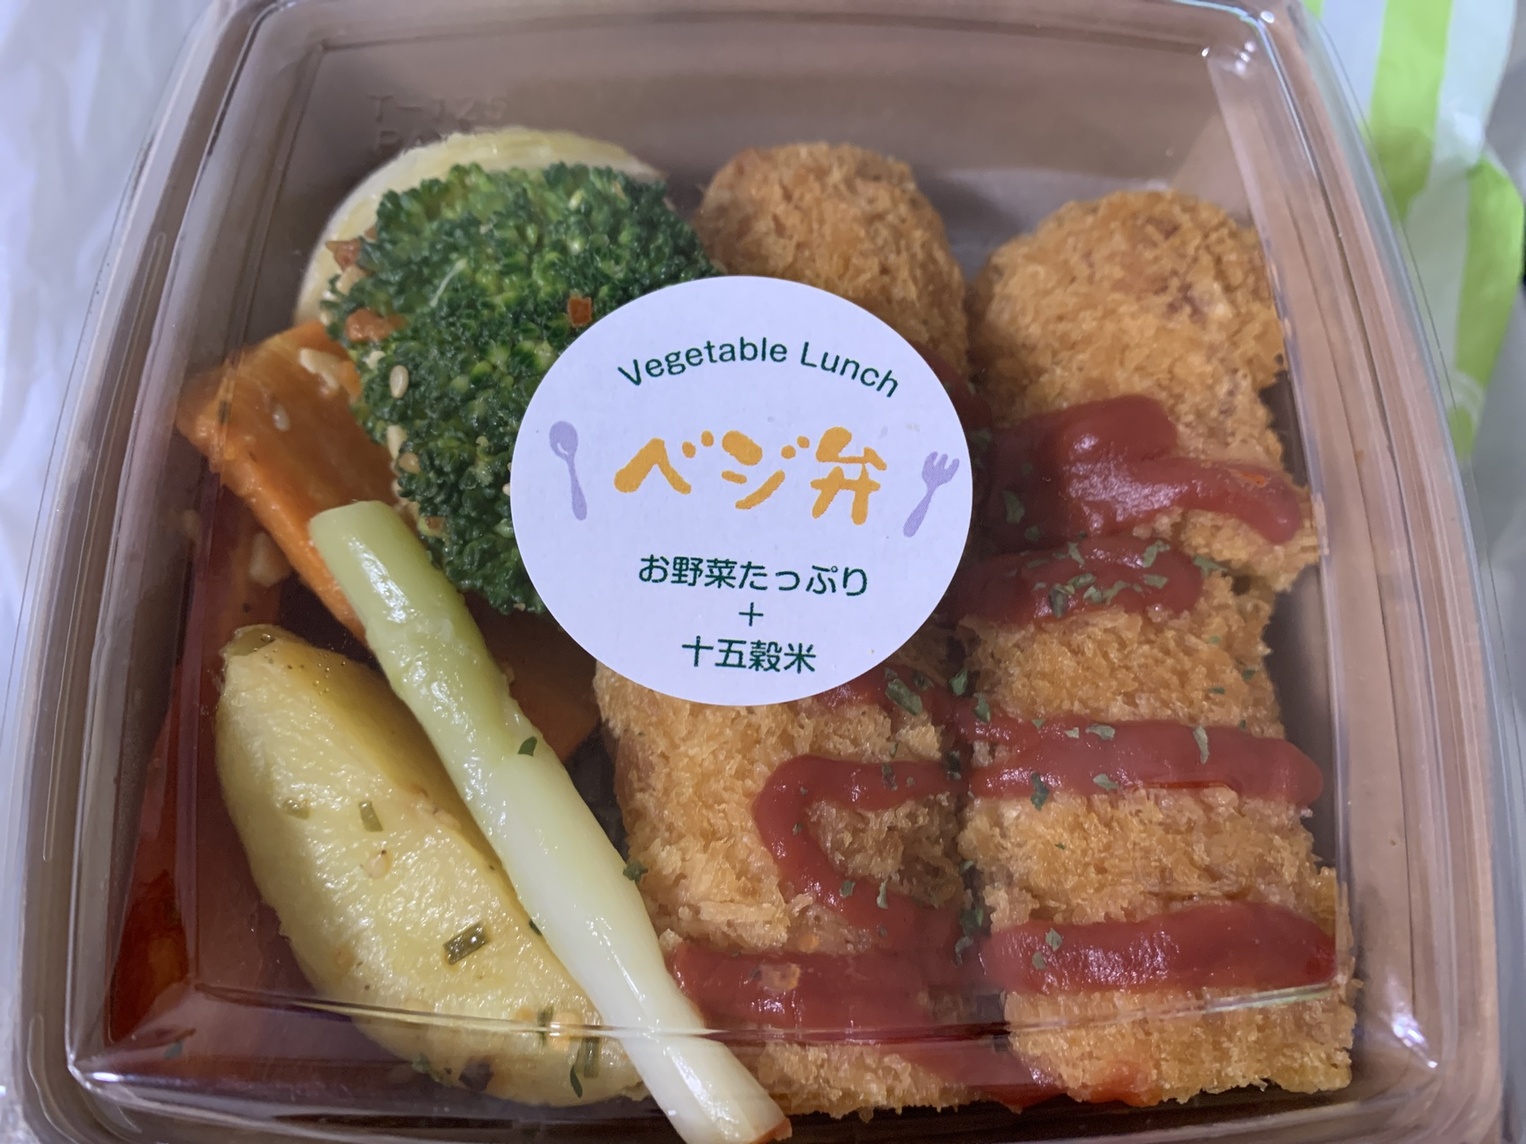 Vegetable Lunch
ベジ弁
お野菜たっぷり
+
十五穀米